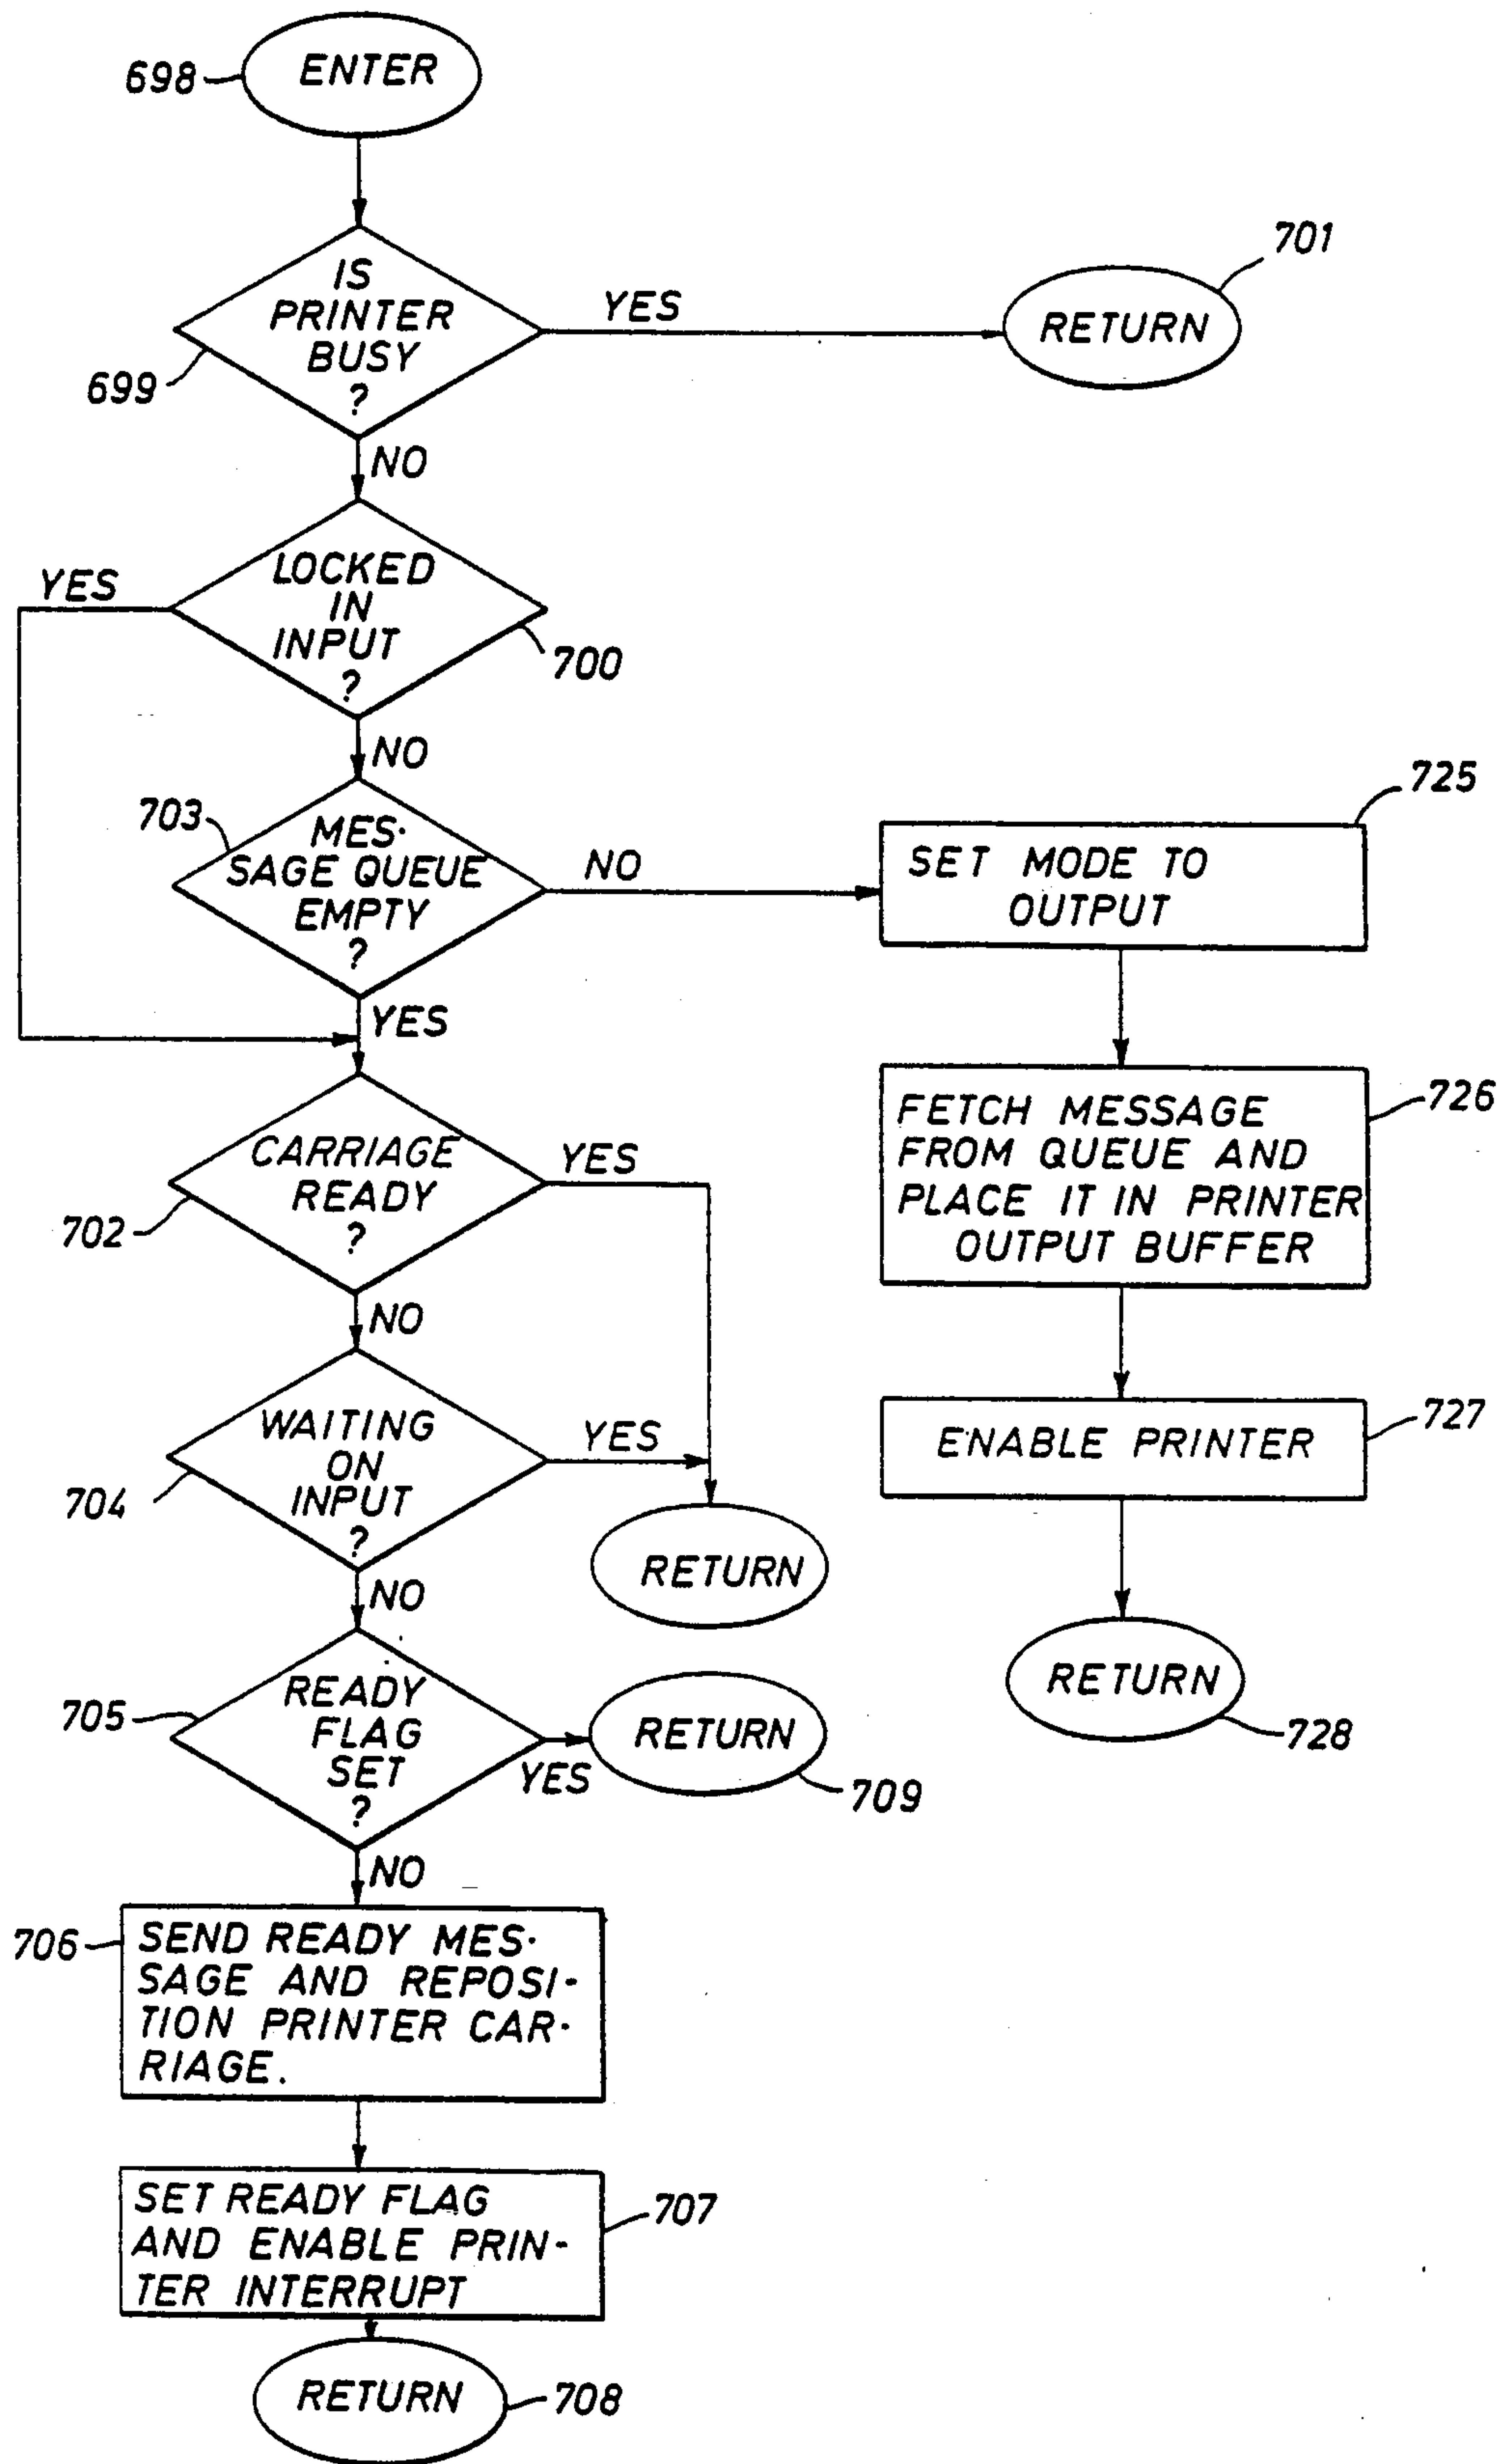 698
ENTER
IS
PRINTER
BUSY
?
699
YES
701
RETURN
NO
LOCKED
IN
INPUT
?
700
YES
NO
703
MES-
SAGE QUEUE
EMPTY
?
NO
725
SET MODE TO
OUTPUT
YES
726
FETCH MESSAGE
FROM QUEUE AND
PLACE IT IN PRINTER
OUTPUT BUFFER
CARRIAGE
READY
?
702
YES
NO
727
ENABLE PRINTER
WAITING
ON
INPUT
?
704
YES
RETURN
NO
RETURN
728
READY
FLAG
SET
?
705
YES
RETURN
709
NO
706
SEND READY MES-
SAGE AND REPOSI-
TION PRINTER CAR-
RIAGE.
SET READY FLAG
AND ENABLE PRIN-
TER INTERRUPT
707
RETURN
708